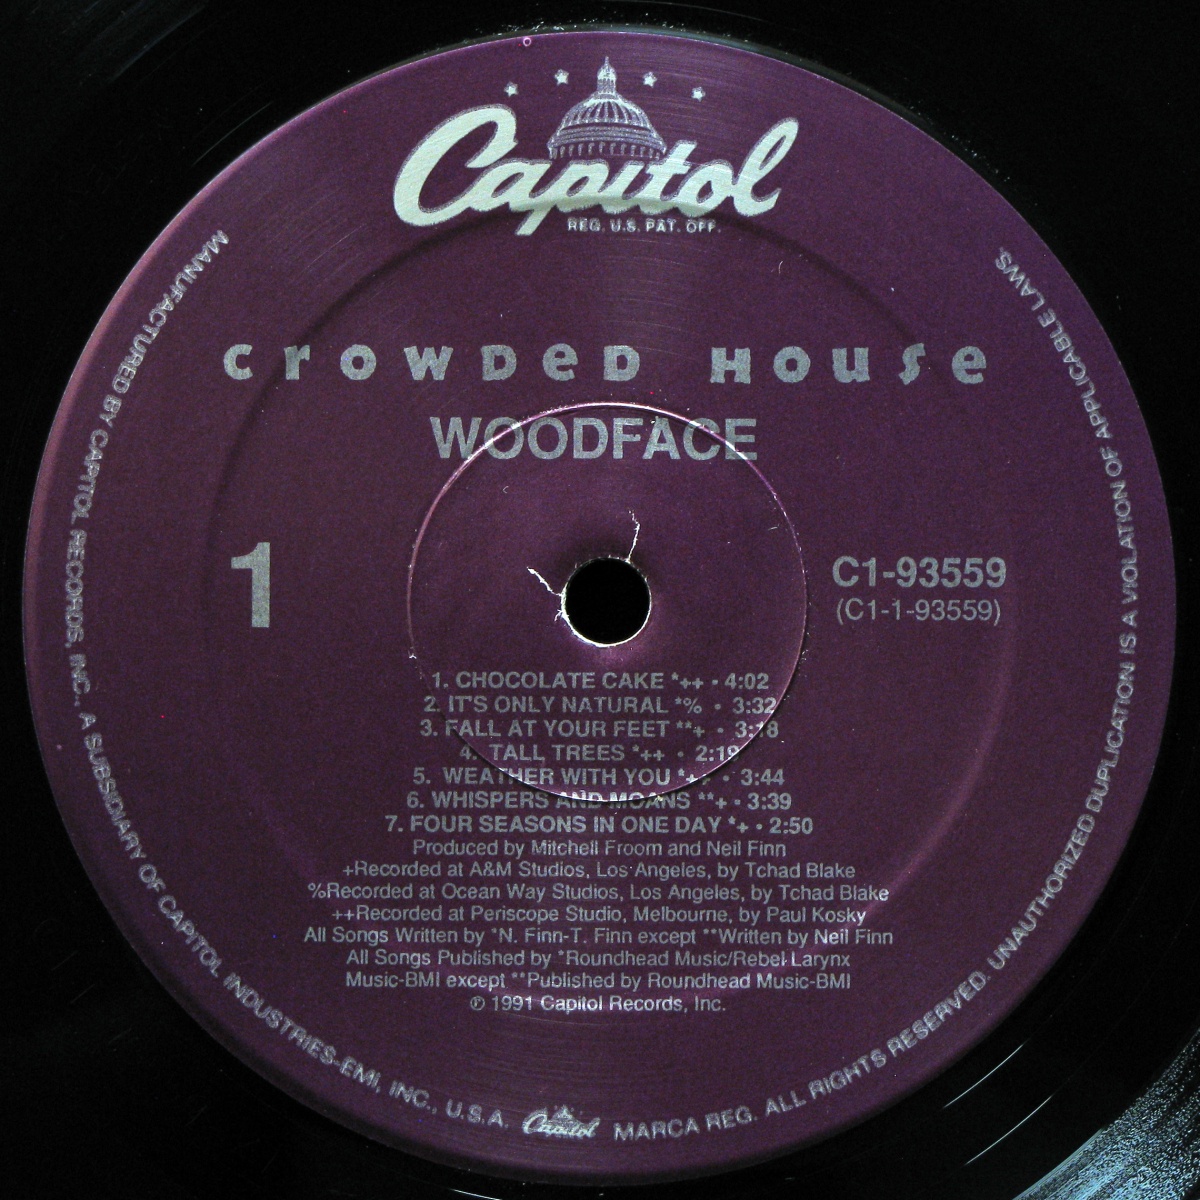 Capitol
REG. U.S. PAT. OFF.
CROWDED HOUSE
WOODFACE
1
C1-93559
(C1-1-93559)
1. CHOCOLATE CAKE *++ • 4:02
2. IT'S ONLY NATURAL *% • 3:32
3. FALL AT YOUR FEET **+ • 3:18
4. TALL TREES *++ • 2:19
5. WEATHER WITH YOU *++ • 3:44
6. WHISPERS AND MOANS **+ • 3:39
7. FOUR SEASONS IN ONE DAY *+ • 2:50
Produced by Mitchell Froom and Neil Finn
+Recorded at A&M Studios, Los Angeles, by Tchad Blake
%Recorded at Ocean Way Studios, Los Angeles, by Tchad Blake
++Recorded at Periscope Studio, Melbourne, by Paul Kosky
All Songs Written by *N. Finn-T. Finn except **Written by Neil Finn
All Songs Published by *Roundhead Music/Rebel Larynx
Music-BMI except **Published by Roundhead Music-BMI
℗ 1991 Capitol Records, Inc.
MANUFACTURED BY CAPITOL RECORDS, INC., A SUBSIDIARY OF CAPITOL INDUSTRIES-EMI, INC., U.S.A. Capitol MARCA REG. ALL RIGHTS RESERVED. UNAUTHORIZED DUPLICATION IS A VIOLATION OF APPLICABLE LAWS.